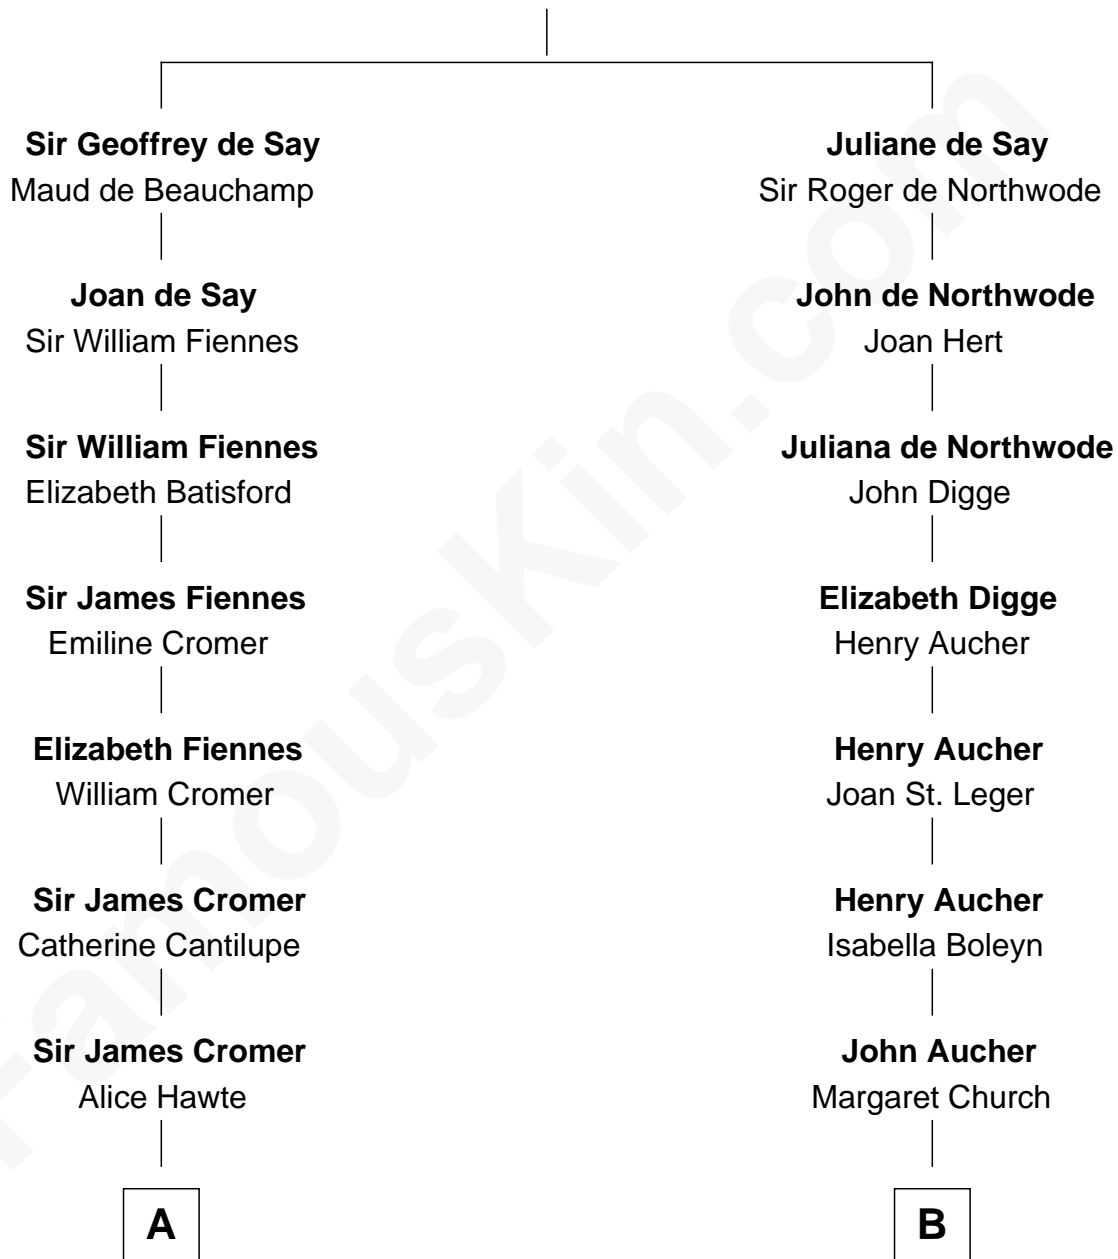 Sir Geoffrey de Say
Maud de Beauchamp
Joan de Say
Sir William Fiennes
Sir William Fiennes
Elizabeth Batisford
Sir James Fiennes
Emiline Cromer
Elizabeth Fiennes
William Cromer
Sir James Cromer
Catherine Cantilupe
Sir James Cromer
Alice Hawte
A
Juliane de Say
Sir Roger de Northwode
John de Northwode
Joan Hert
Juliana de Northwode
John Digge
Elizabeth Digge
Henry Aucher
Henry Aucher
Joan St. Leger
Henry Aucher
Isabella Boleyn
John Aucher
Margaret Church
B
FamousKin.com